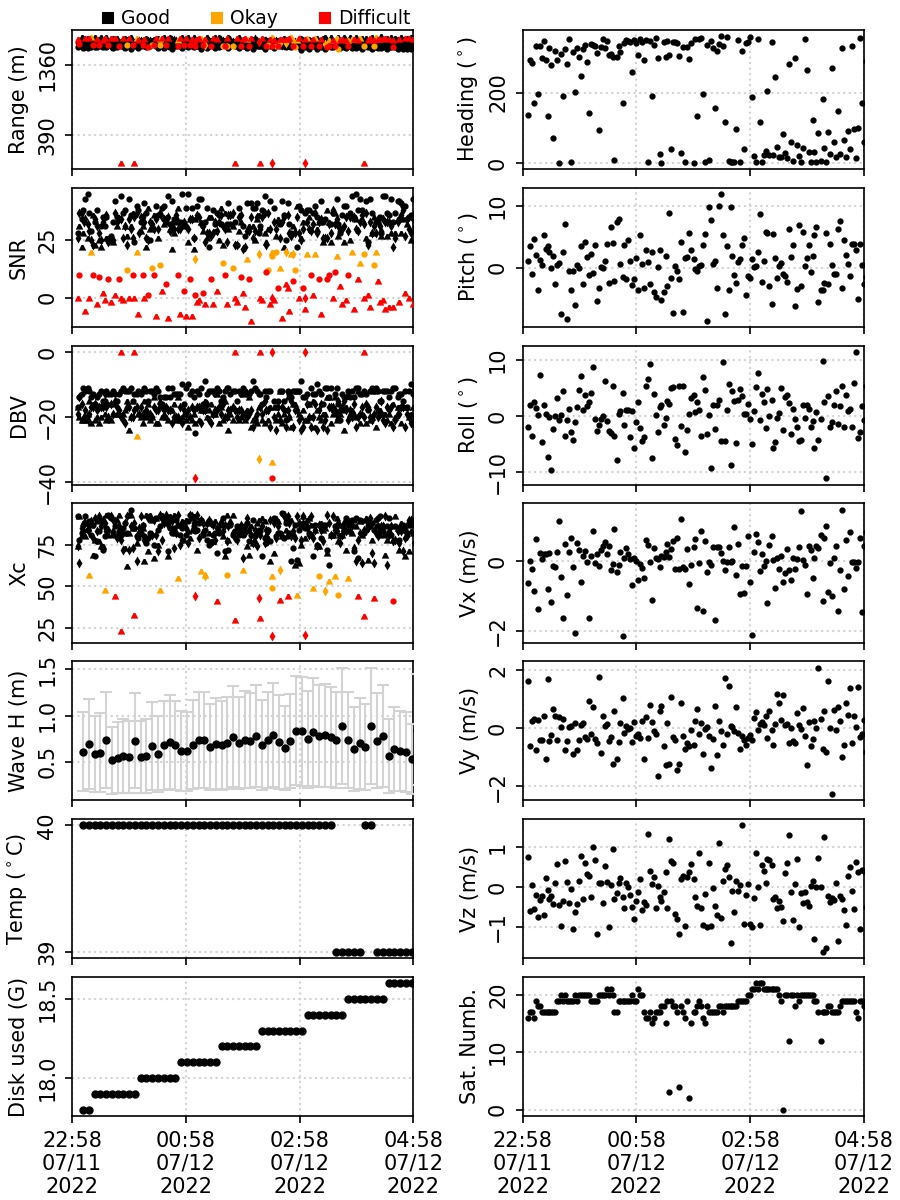 Good Okay Difficult
Range (m)
1360
390
Heading (°)
200
0
SNR
25
0
Pitch (°)
10
0
DBV
0
−20
−40
Roll (°)
10
0
−10
Xc
75
50
25
Vx (m/s)
0
−2
Wave H (m)
1.5
1.0
0.5
Vy (m/s)
2
0
−2
Temp (°C)
40
39
Vz (m/s)
1
0
−1
Disk used (G)
18.5
18.0
Sat. Numb.
20
10
0
22:58 00:58 02:58 04:58
07/11 07/12 07/12 07/12
2022 2022 2022 2022
22:58 00:58 02:58 04:58
07/11 07/12 07/12 07/12
2022 2022 2022 2022